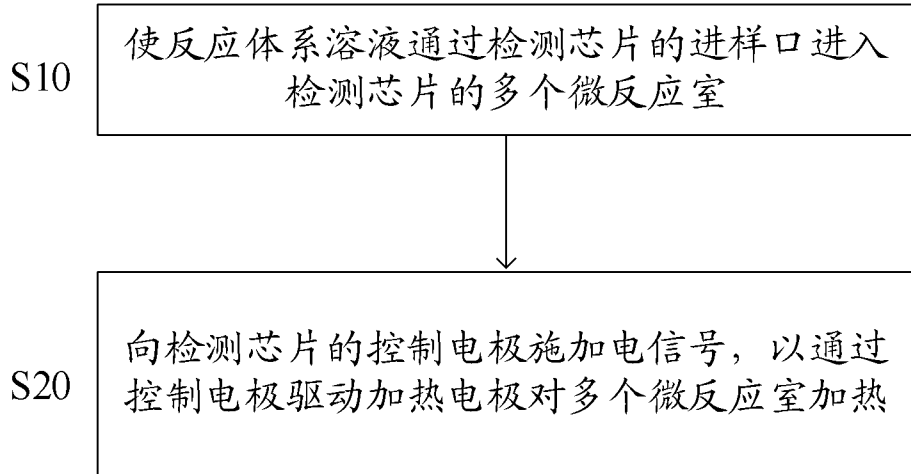 S10
使反应体系溶液通过检测芯片的进样口进入
检测芯片的多个微反应室
S20
向检测芯片的控制电极施加电信号，以通过
控制电极驱动加热电极对多个微反应室加热